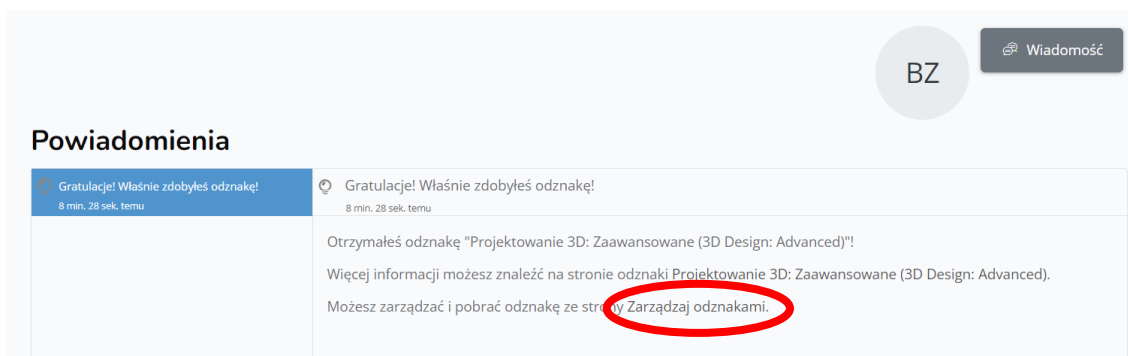 BZ
Wiadomość
Powiadomienia
Gratulacje! Właśnie zdobyłeś odznakę!
8 min. 28 sek. temu
Gratulacje! Właśnie zdobyłeś odznakę!
8 min. 28 sek. temu
Otrzymałeś odznakę "Projektowanie 3D: Zaawansowane (3D Design: Advanced)"!
Więcej informacji możesz znaleźć na stronie odznaki Projektowanie 3D: Zaawansowane (3D Design: Advanced).
Możesz zarządzać i pobrać odznakę ze strony Zarządzaj odznakami.